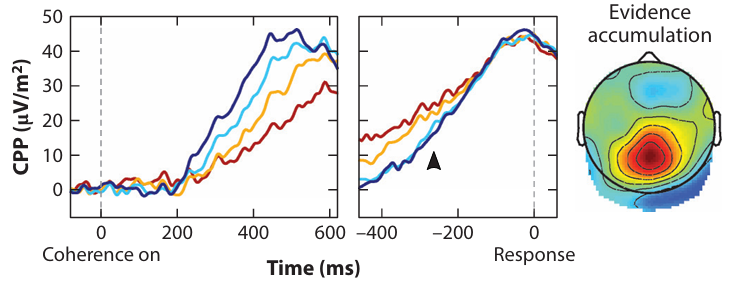 Evidence
accumulation
CPP (μV/m²)
50
40
30
20
10
0
0
200
400
600
−400
−200
0
Coherence on
Response
Time (ms)